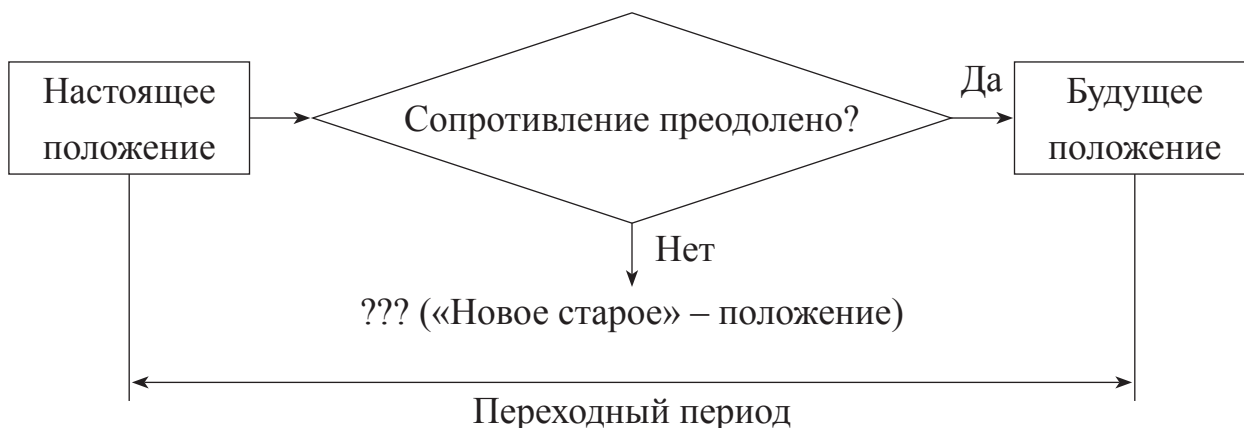 Настоящее
положение
Сопротивление преодолено?
Да
Будущее
положение
Нет
??? («Новое старое» – положение)
Переходный период